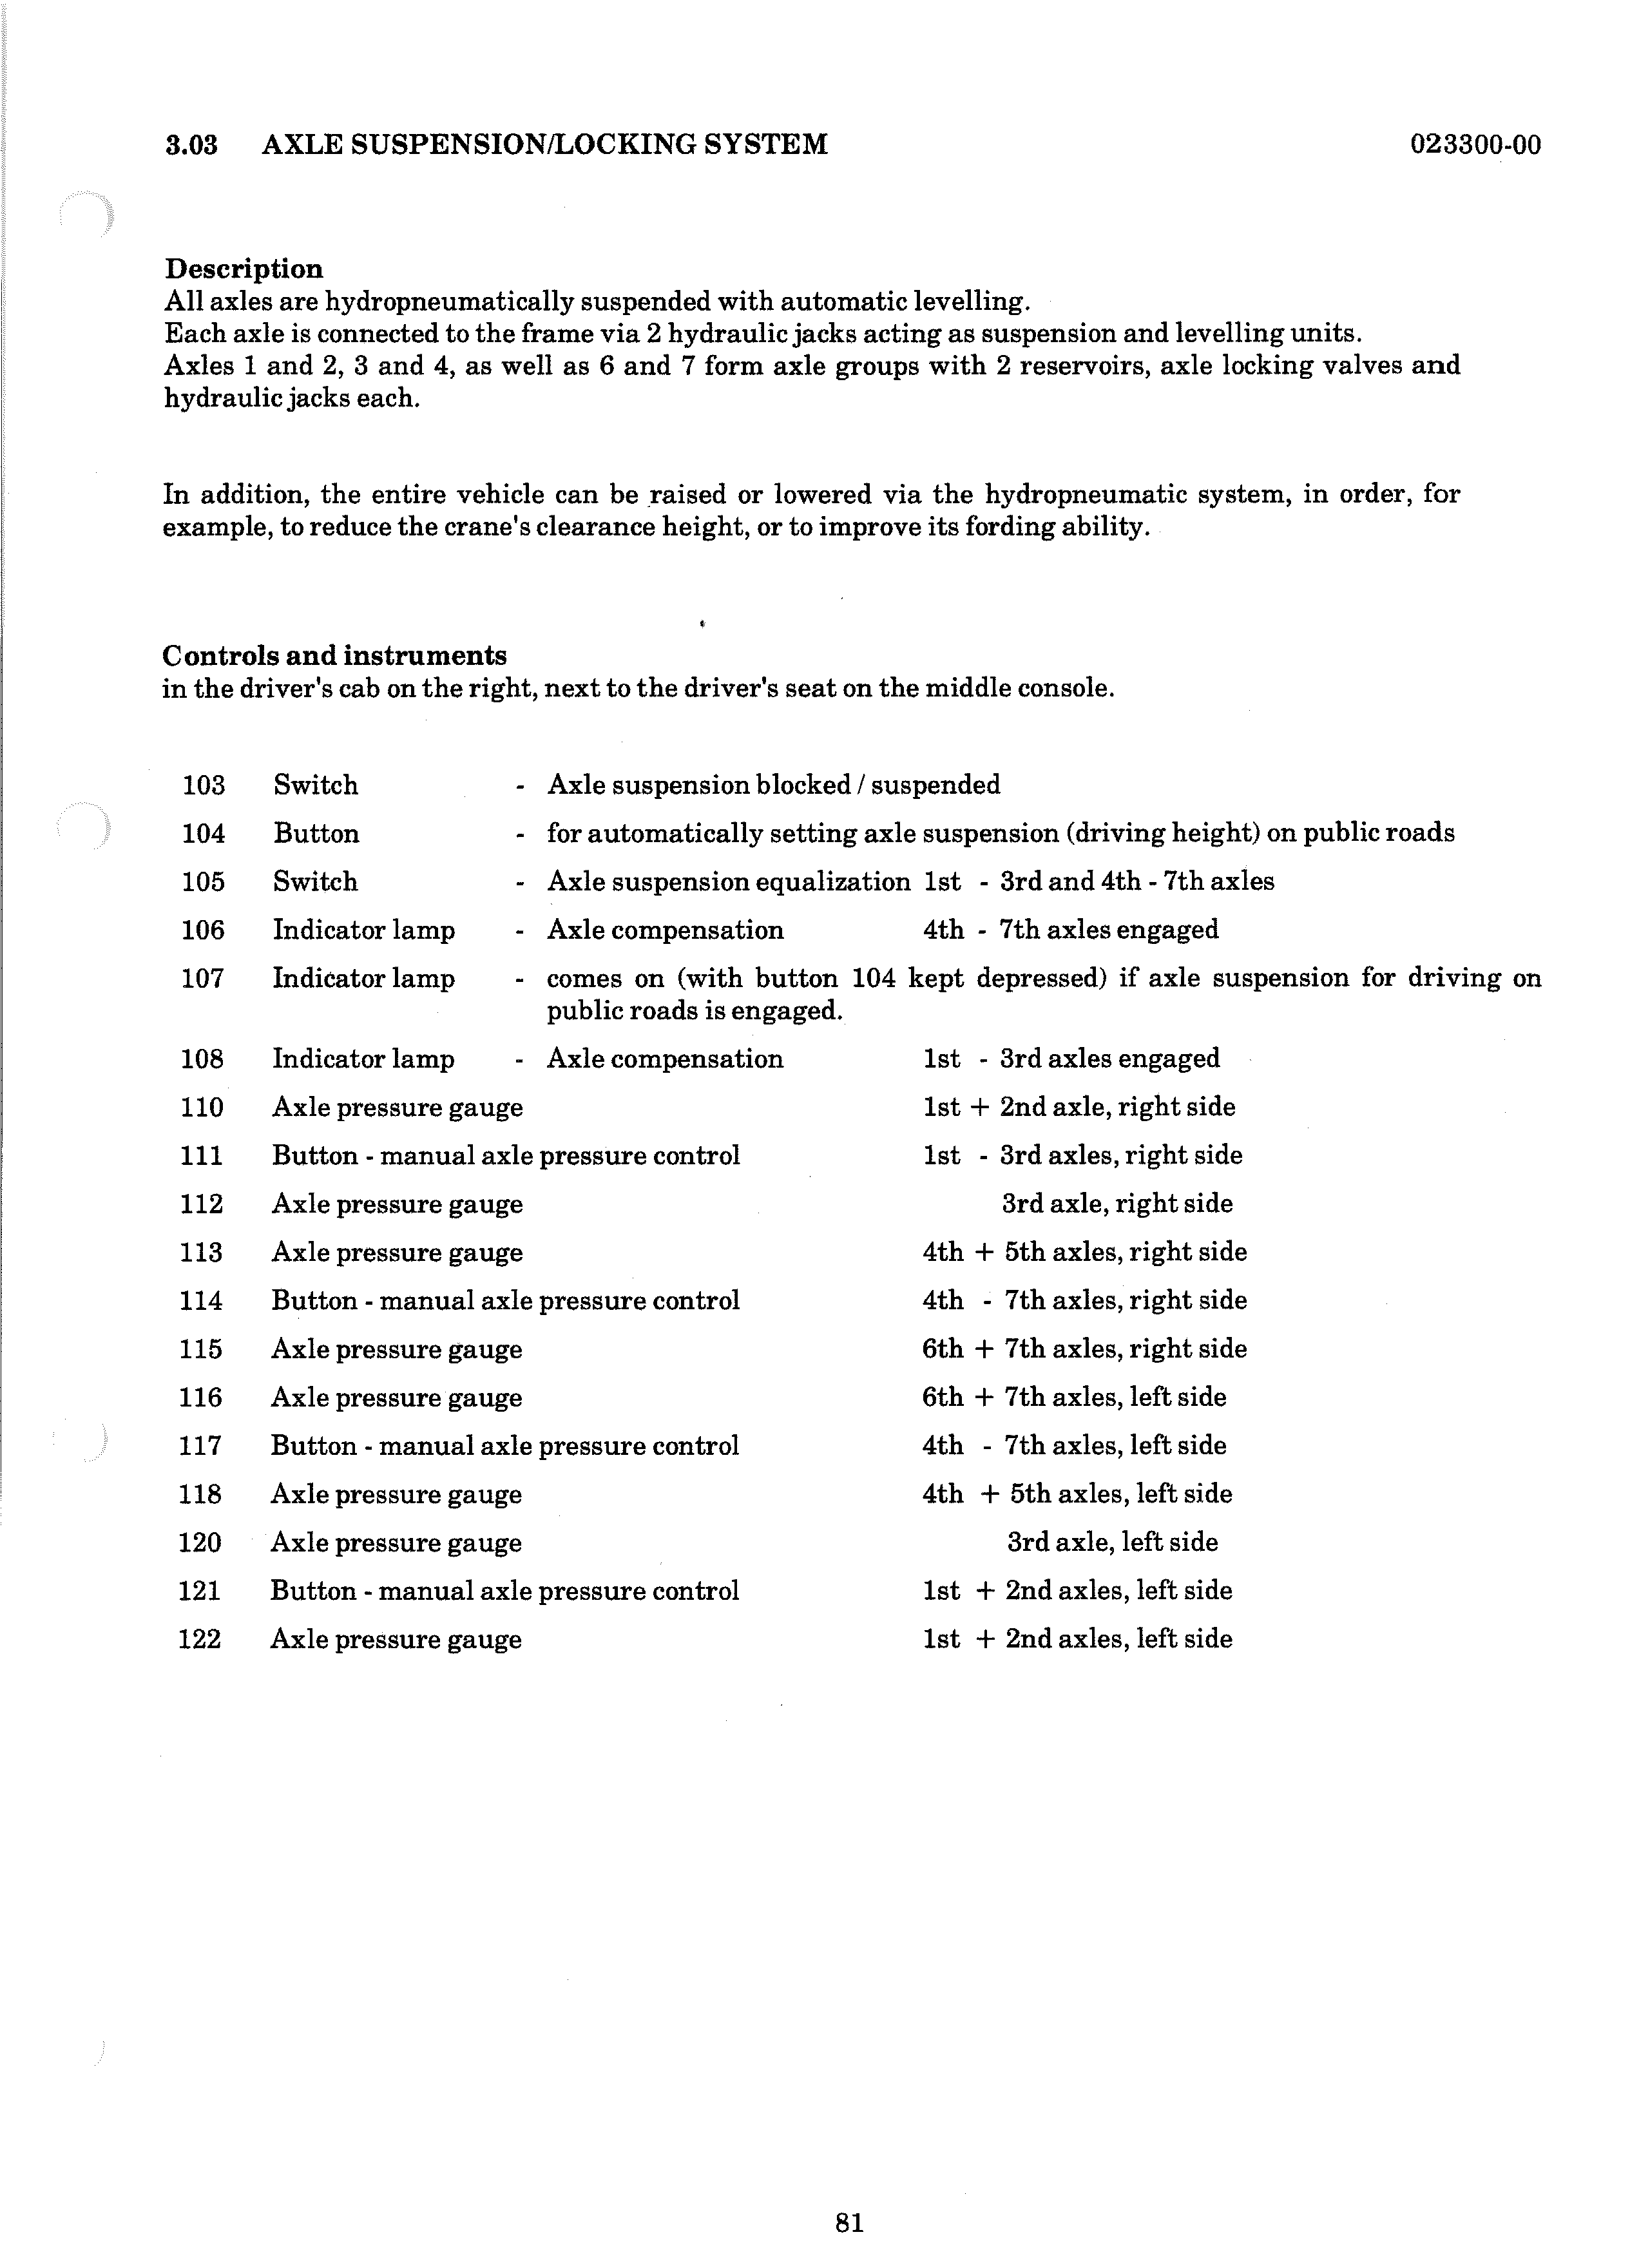 3.03 AXLE SUSPENSION/LOCKING SYSTEM 023300-00
Description
All axles are hydropneumatically suspended with automatic levelling.
Each axle is connected to the frame via 2 hydraulic jacks acting as suspension and levelling units.
Axles 1 and 2, 3 and 4, as well as 6 and 7 form axle groups with 2 reservoirs, axle locking valves and
hydraulic jacks each.
In addition, the entire vehicle can be raised or lowered via the hydropneumatic system, in order, for
example, to reduce the crane's clearance height, or to improve its fording ability.
Controls and instruments
in the driver's cab on the right, next to the driver's seat on the middle console.
103 Switch - Axle suspension blocked / suspended
104 Button - for automatically setting axle suspension (driving height) on public roads
105 Switch - Axle suspension equalization 1st - 3rd and 4th - 7th axles
106 Indicator lamp - Axle compensation 4th - 7th axles engaged
107 Indicator lamp - comes on (with button 104 kept depressed) if axle suspension for driving on
public roads is engaged.
108 Indicator lamp - Axle compensation 1st - 3rd axles engaged
110 Axle pressure gauge 1st + 2nd axle, right side
111 Button - manual axle pressure control 1st - 3rd axles, right side
112 Axle pressure gauge 3rd axle, right side
113 Axle pressure gauge 4th + 5th axles, right side
114 Button - manual axle pressure control 4th - 7th axles, right side
115 Axle pressure gauge 6th + 7th axles, right side
116 Axle pressure gauge 6th + 7th axles, left side
117 Button - manual axle pressure control 4th - 7th axles, left side
118 Axle pressure gauge 4th + 5th axles, left side
120 Axle pressure gauge 3rd axle, left side
121 Button - manual axle pressure control 1st + 2nd axles, left side
122 Axle pressure gauge 1st + 2nd axles, left side
81